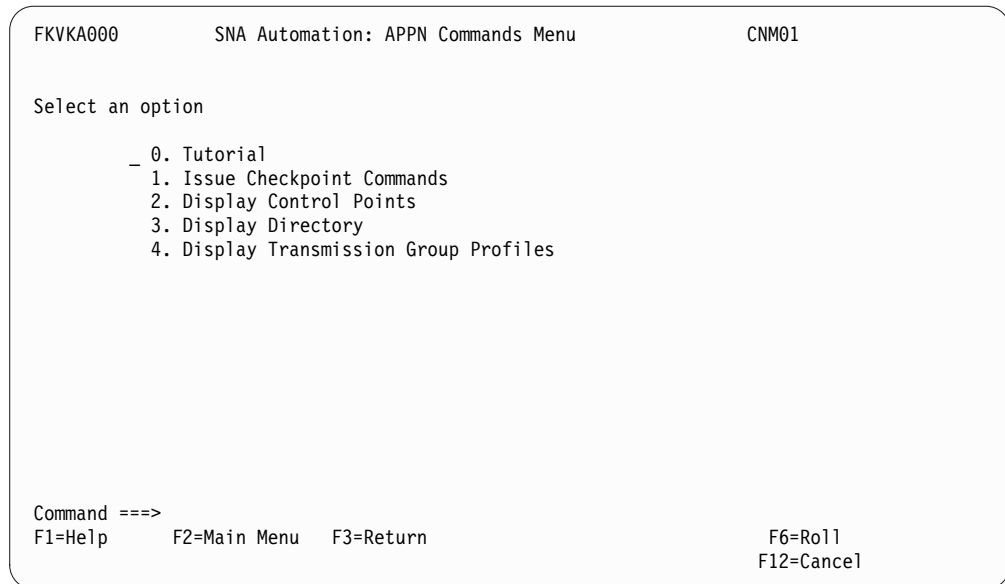 FKVKA000 SNA Automation: APPN Commands Menu CNM01
Select an option
_ 0. Tutorial
1. Issue Checkpoint Commands
2. Display Control Points
3. Display Directory
4. Display Transmission Group Profiles
Command ===>
F1=Help F2=Main Menu F3=Return F6=Roll
F12=Cancel